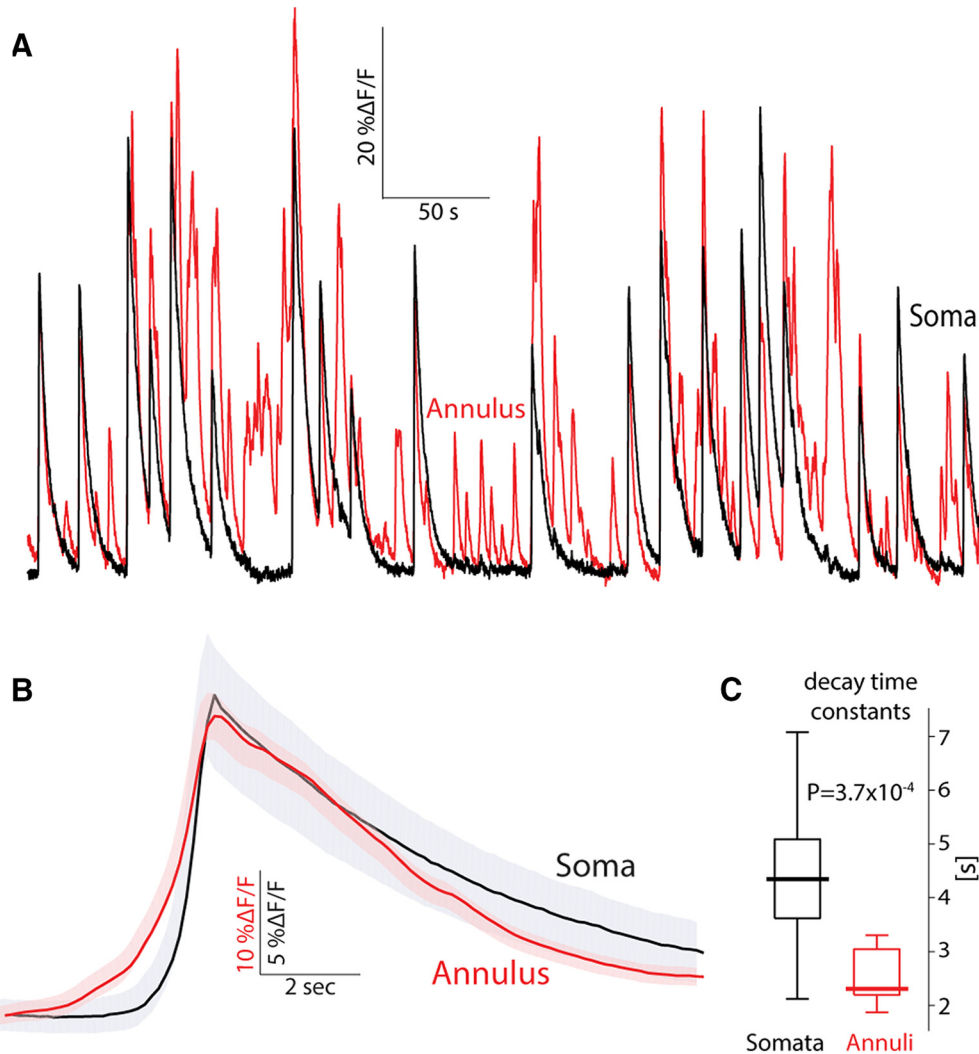 A
20 %ΔF/F
50 s
Soma
Annulus
B
Soma
10 %ΔF/F
5 %ΔF/F
2 sec
Annulus
C
decay time
constants
7
P=3.7x10⁻⁴
6
5
[s]
4
3
2
Somata
Annuli